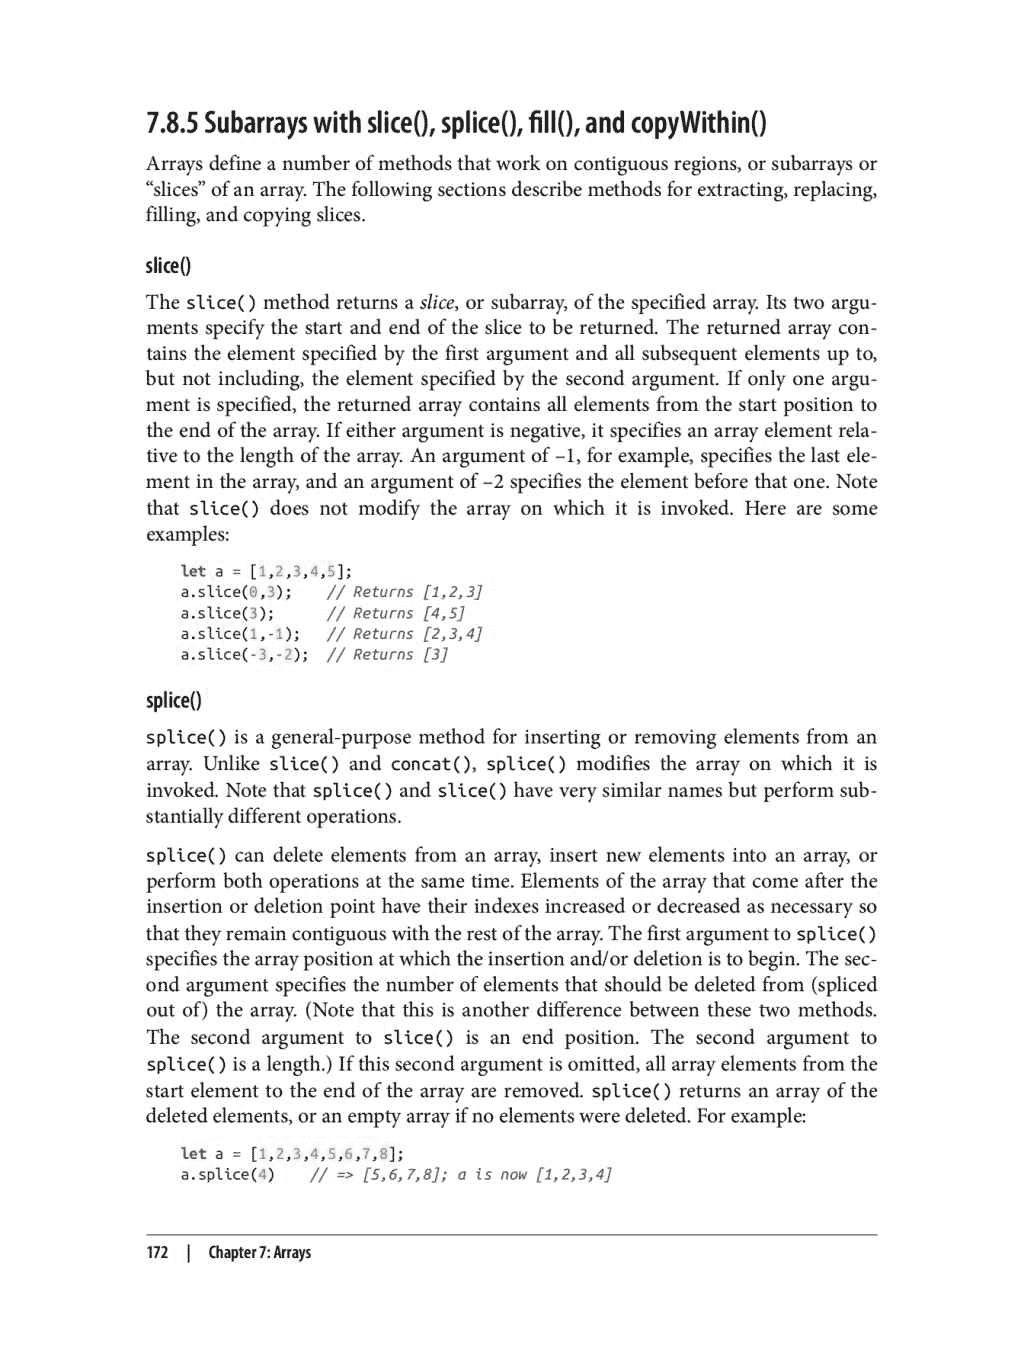 7.8.5 Subarrays with slice(), splice(), fill(), and copyWithin()
Arrays define a number of methods that work on contiguous regions, or subarrays or
“slices” of an array. The following sections describe methods for extracting, replacing,
filling, and copying slices.
slice()
The slice() method returns a slice, or subarray, of the specified array. Its two argu-
ments specify the start and end of the slice to be returned. The returned array con-
tains the element specified by the first argument and all subsequent elements up to,
but not including, the element specified by the second argument. If only one argu-
ment is specified, the returned array contains all elements from the start position to
the end of the array. If either argument is negative, it specifies an array element rela-
tive to the length of the array. An argument of –1, for example, specifies the last ele-
ment in the array, and an argument of –2 specifies the element before that one. Note
that slice() does not modify the array on which it is invoked. Here are some
examples:
let a = [1,2,3,4,5];
a.slice(0,3);    // Returns [1,2,3]
a.slice(3);      // Returns [4,5]
a.slice(1,-1);   // Returns [2,3,4]
a.slice(-3,-2);  // Returns [3]
splice()
splice() is a general-purpose method for inserting or removing elements from an
array. Unlike slice() and concat(), splice() modifies the array on which it is
invoked. Note that splice() and slice() have very similar names but perform sub-
stantially different operations.
splice() can delete elements from an array, insert new elements into an array, or
perform both operations at the same time. Elements of the array that come after the
insertion or deletion point have their indexes increased or decreased as necessary so
that they remain contiguous with the rest of the array. The first argument to splice()
specifies the array position at which the insertion and/or deletion is to begin. The sec-
ond argument specifies the number of elements that should be deleted from (spliced
out of) the array. (Note that this is another difference between these two methods.
The second argument to slice() is an end position. The second argument to
splice() is a length.) If this second argument is omitted, all array elements from the
start element to the end of the array are removed. splice() returns an array of the
deleted elements, or an empty array if no elements were deleted. For example:
let a = [1,2,3,4,5,6,7,8];
a.splice(4)    // => [5,6,7,8]; a is now [1,2,3,4]
172 | Chapter 7: Arrays